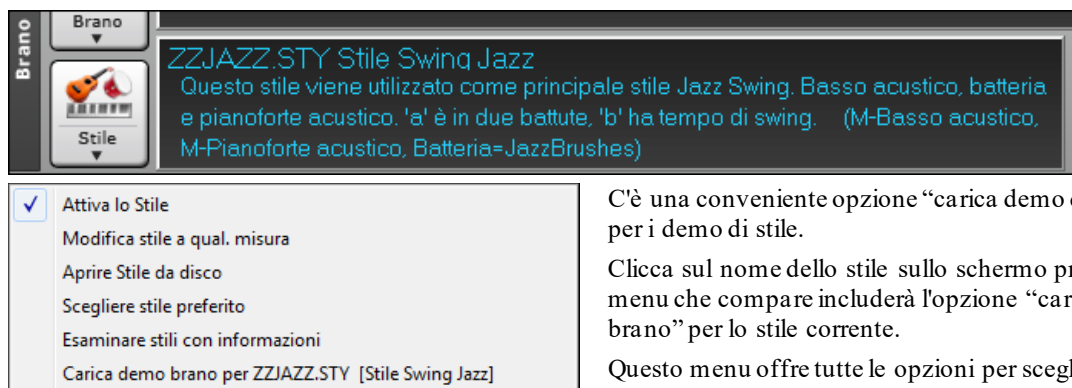 Brano
Brano
Stile
ZZJAZZ.STY Stile Swing Jazz
Questo stile viene utilizzato come principale stile Jazz Swing. Basso acustico, batteria
e pianoforte acustico. 'a' è in due battute, 'b' ha tempo di swing. (M-Basso acustico,
M-Pianoforte acustico, Batteria=JazzBrushes)
Attiva lo Stile
Modifica stile a qual. misura
Aprire Stile da disco
Scegliere stile preferito
Esaminare stili con informazioni
Carica demo brano per ZZJAZZ.STY [Stile Swing Jazz]
C'è una conveniente opzione “carica demo
per i demo di stile.
Clicca sul nome dello stile sullo schermo
menu che compare includerà l'opzione
brano” per lo stile corrente.
Questo menu offre tutte le opzioni per